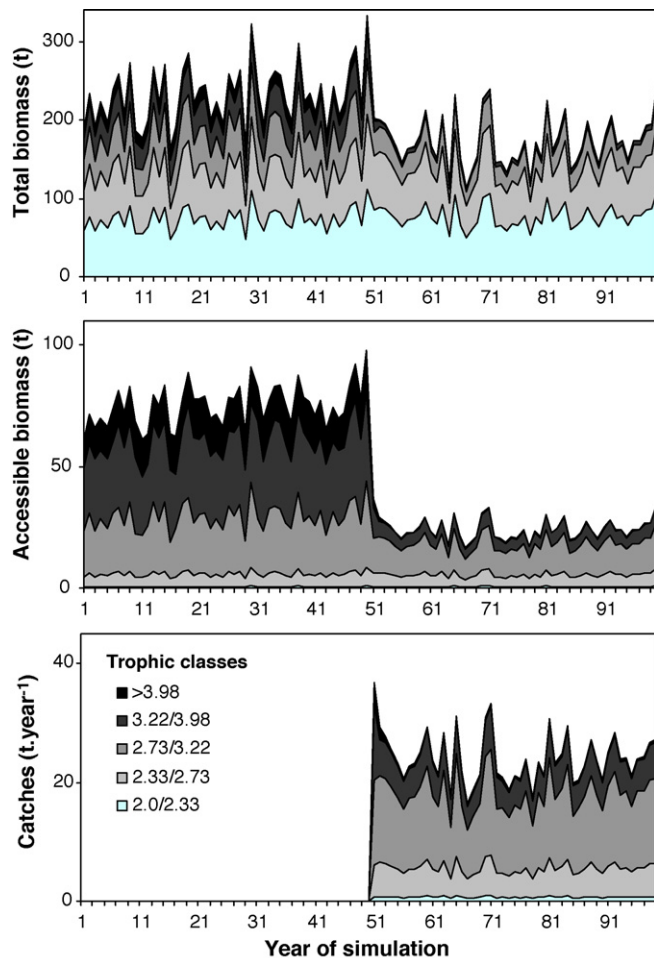 Total biomass (t)
300
200
100
0
1 11 21 31 41 51 61 71 81 91
Accessible biomass (t)
100
50
0
1 11 21 31 41 51 61 71 81 91
Catches (t.year⁻¹)
40
20
0
Trophic classes
>3.98
3.22/3.98
2.73/3.22
2.33/2.73
2.0/2.33
1 11 21 31 41 51 61 71 81 91
Year of simulation